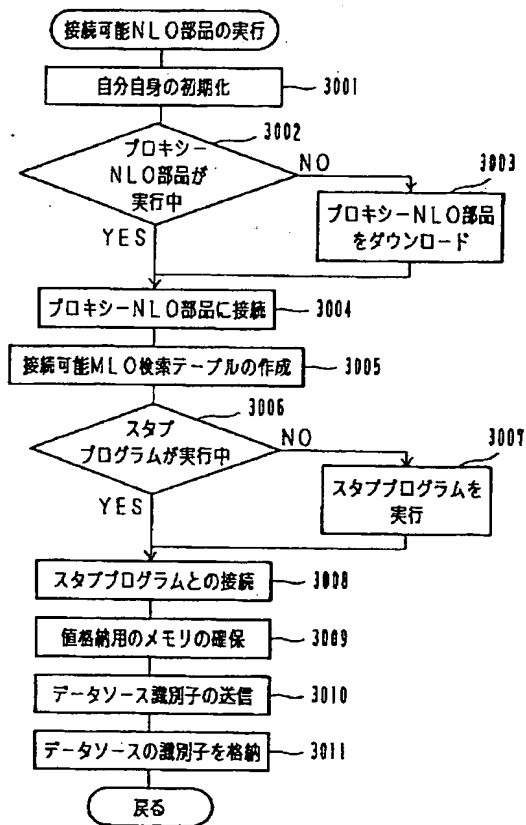 接続可能NLO部品の実行
自分自身の初期化
3001
3002
プロキシー
NLO部品が
実行中
NO
YES
3003
プロキシーNLO部品
をダウンロード
プロキシーNLO部品に接続
3004
接続可能MLO検索テーブルの作成
3005
3006
スタブ
プログラムが実行中
NO
YES
3007
スタブプログラムを
実行
スタブプログラムとの接続
3008
値格納用のメモリの確保
3009
データソース識別子の送信
3010
データソースの識別子を格納
3011
戻る